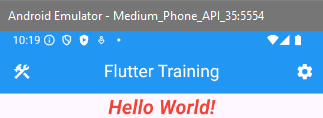 Android Emulator - Medium_Phone_API_35:5554
10:19
Flutter Training
Hello World!